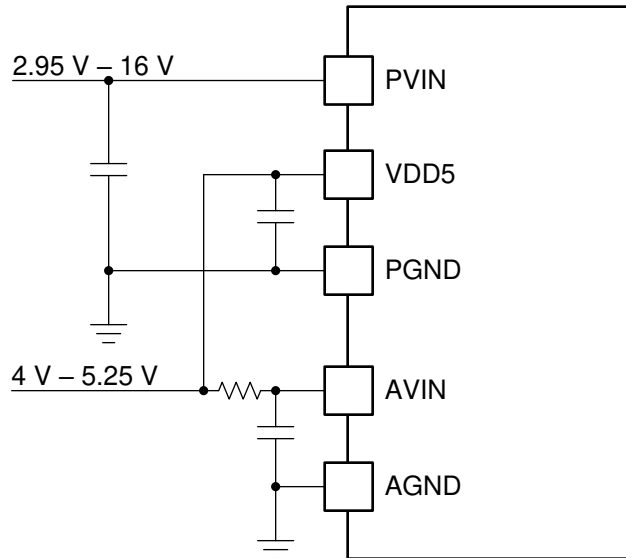 2.95 V – 16 V
PVIN
VDD5
PGND
4 V – 5.25 V
AVIN
AGND